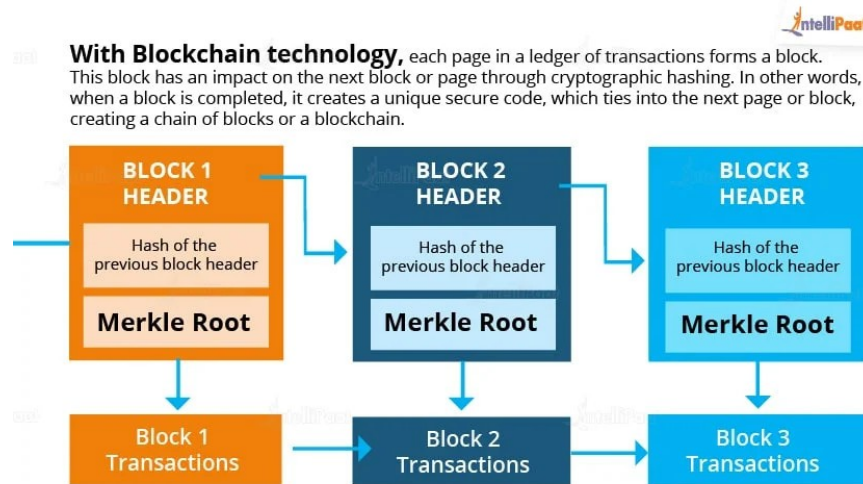 IntelliPaat
With Blockchain technology, each page in a ledger of transactions forms a block.
This block has an impact on the next block or page through cryptographic hashing. In other words,
when a block is completed, it creates a unique secure code, which ties into the next page or block,
creating a chain of blocks or a blockchain.
BLOCK 1
HEADER
Hash of the
previous block header
Merkle Root
BLOCK 2
HEADER
Hash of the
previous block header
Merkle Root
BLOCK 3
HEADER
Hash of the
previous block header
Merkle Root
Block 1
Transactions
Block 2
Transactions
Block 3
Transactions